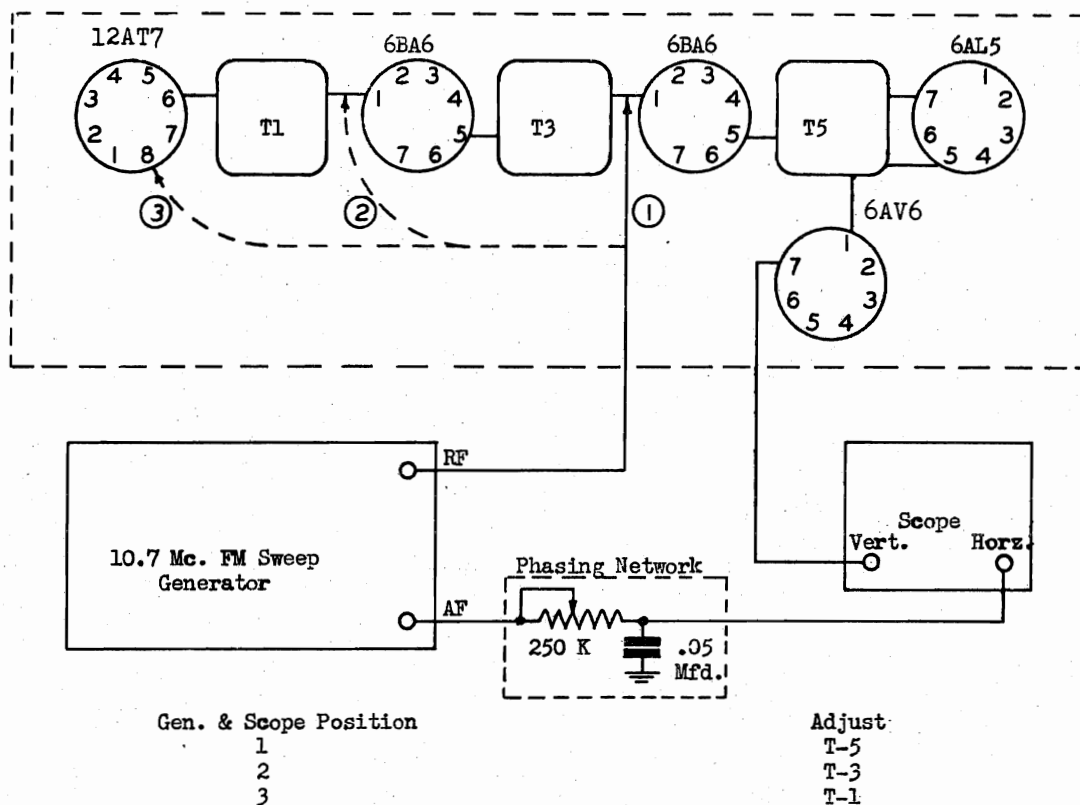 12AT7
6BA6
6BA6
6AL5
4 5
3 6
2 7
1 8
T1
2 3
1 4
5
7 6
T3
2 3
1 4
5
7 6
T5
1
7 2
6 3
5 4
3
2
1
6AV6
1
7 2
6 3
5 4
RF
10.7 Mc. FM Sweep
Generator
AF
Phasing Network
250 K
.05
Mfd.
Scope
Vert. Horz.
Gen. & Scope Position Adjust
1 T-5
2 T-3
3 T-1